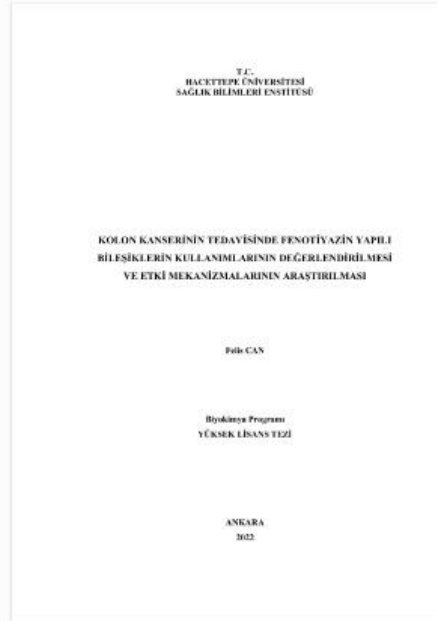 T.C.
HACETTEPE ÜNİVERSİTESİ
SAĞLIK BİLİMLERİ ENSTİTÜSÜ
KOLON KANSERİNİN TEDAVİSİNDE FENOTİYAZİN YAPILI
BİLEŞİKLERİN KULLANIMLARININ DEĞERLENDİRİLMESİ
VE ETKİ MEKANİZMALARININ ARAŞTIRILMASI
Felis CAN
Biyokimya Programı
YÜKSEK LİSANS TEZİ
ANKARA
2022